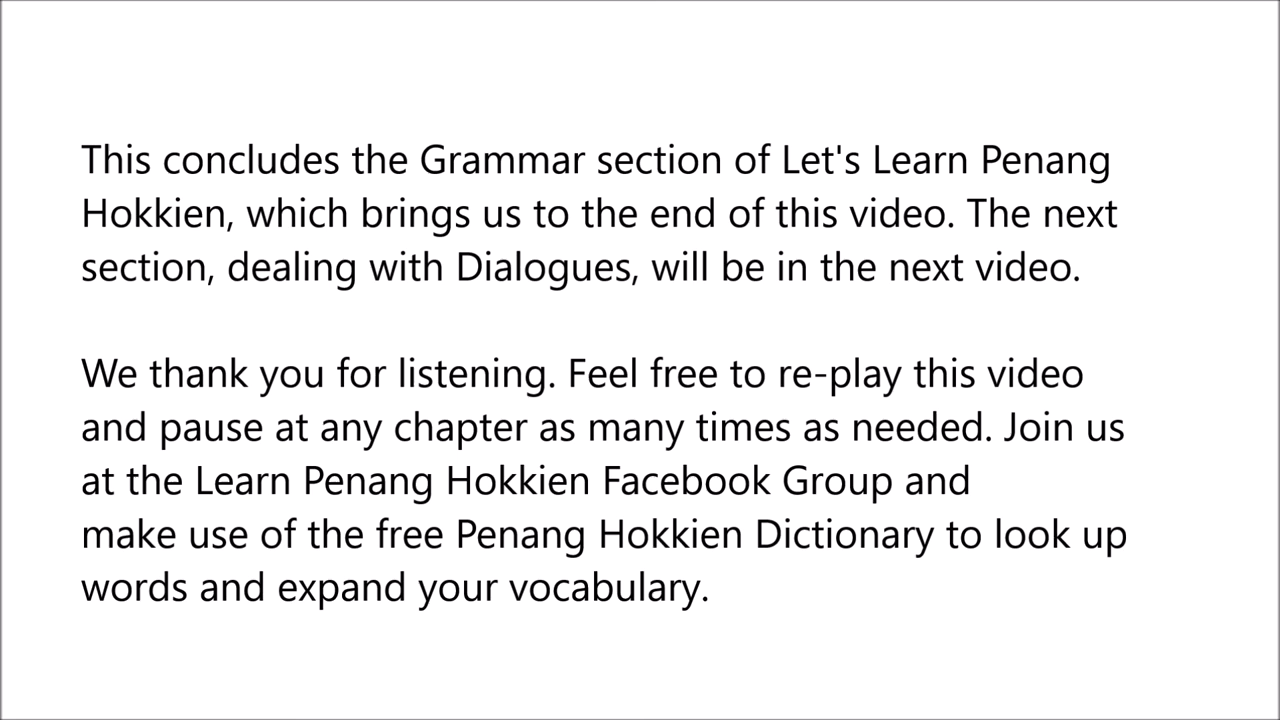 This concludes the Grammar section of Let's Learn Penang
Hokkien, which brings us to the end of this video. The next
section, dealing with Dialogues, will be in the next video.
We thank you for listening. Feel free to re-play this video
and pause at any chapter as many times as needed. Join us
at the Learn Penang Hokkien Facebook Group and
make use of the free Penang Hokkien Dictionary to look up
words and expand your vocabulary.